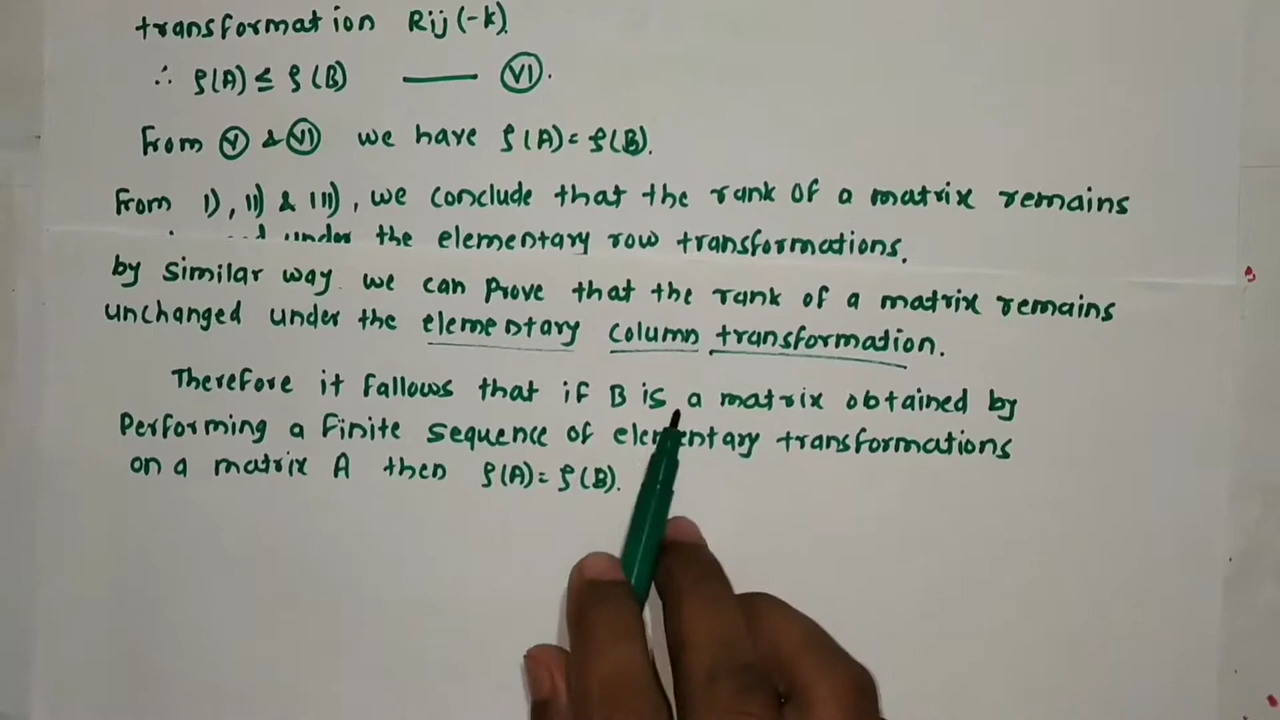 transformation Rij(-k).
∴ ρ(A) ≤ ρ(B) —— (VI).
From (V) & (VI) we have ρ(A) = ρ(B).
From I), II) & III), we conclude that the rank of a matrix remains
under the elementary row transformations.
by similar way. we can prove that the rank of a matrix remains
unchanged under the elementary column transformation.
Therefore it fallows that if B is a matrix obtained by
Performing a Finite sequence of elementary transformations
on a matrix A then ρ(A) = ρ(B).